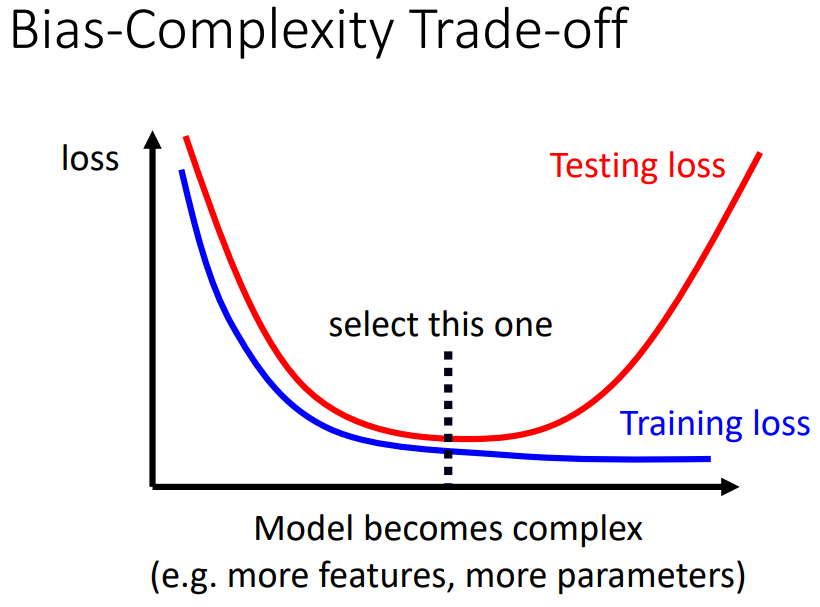 Bias-Complexity Trade-off
loss
Testing loss
select this one
Training loss
Model becomes complex
(e.g. more features, more parameters)